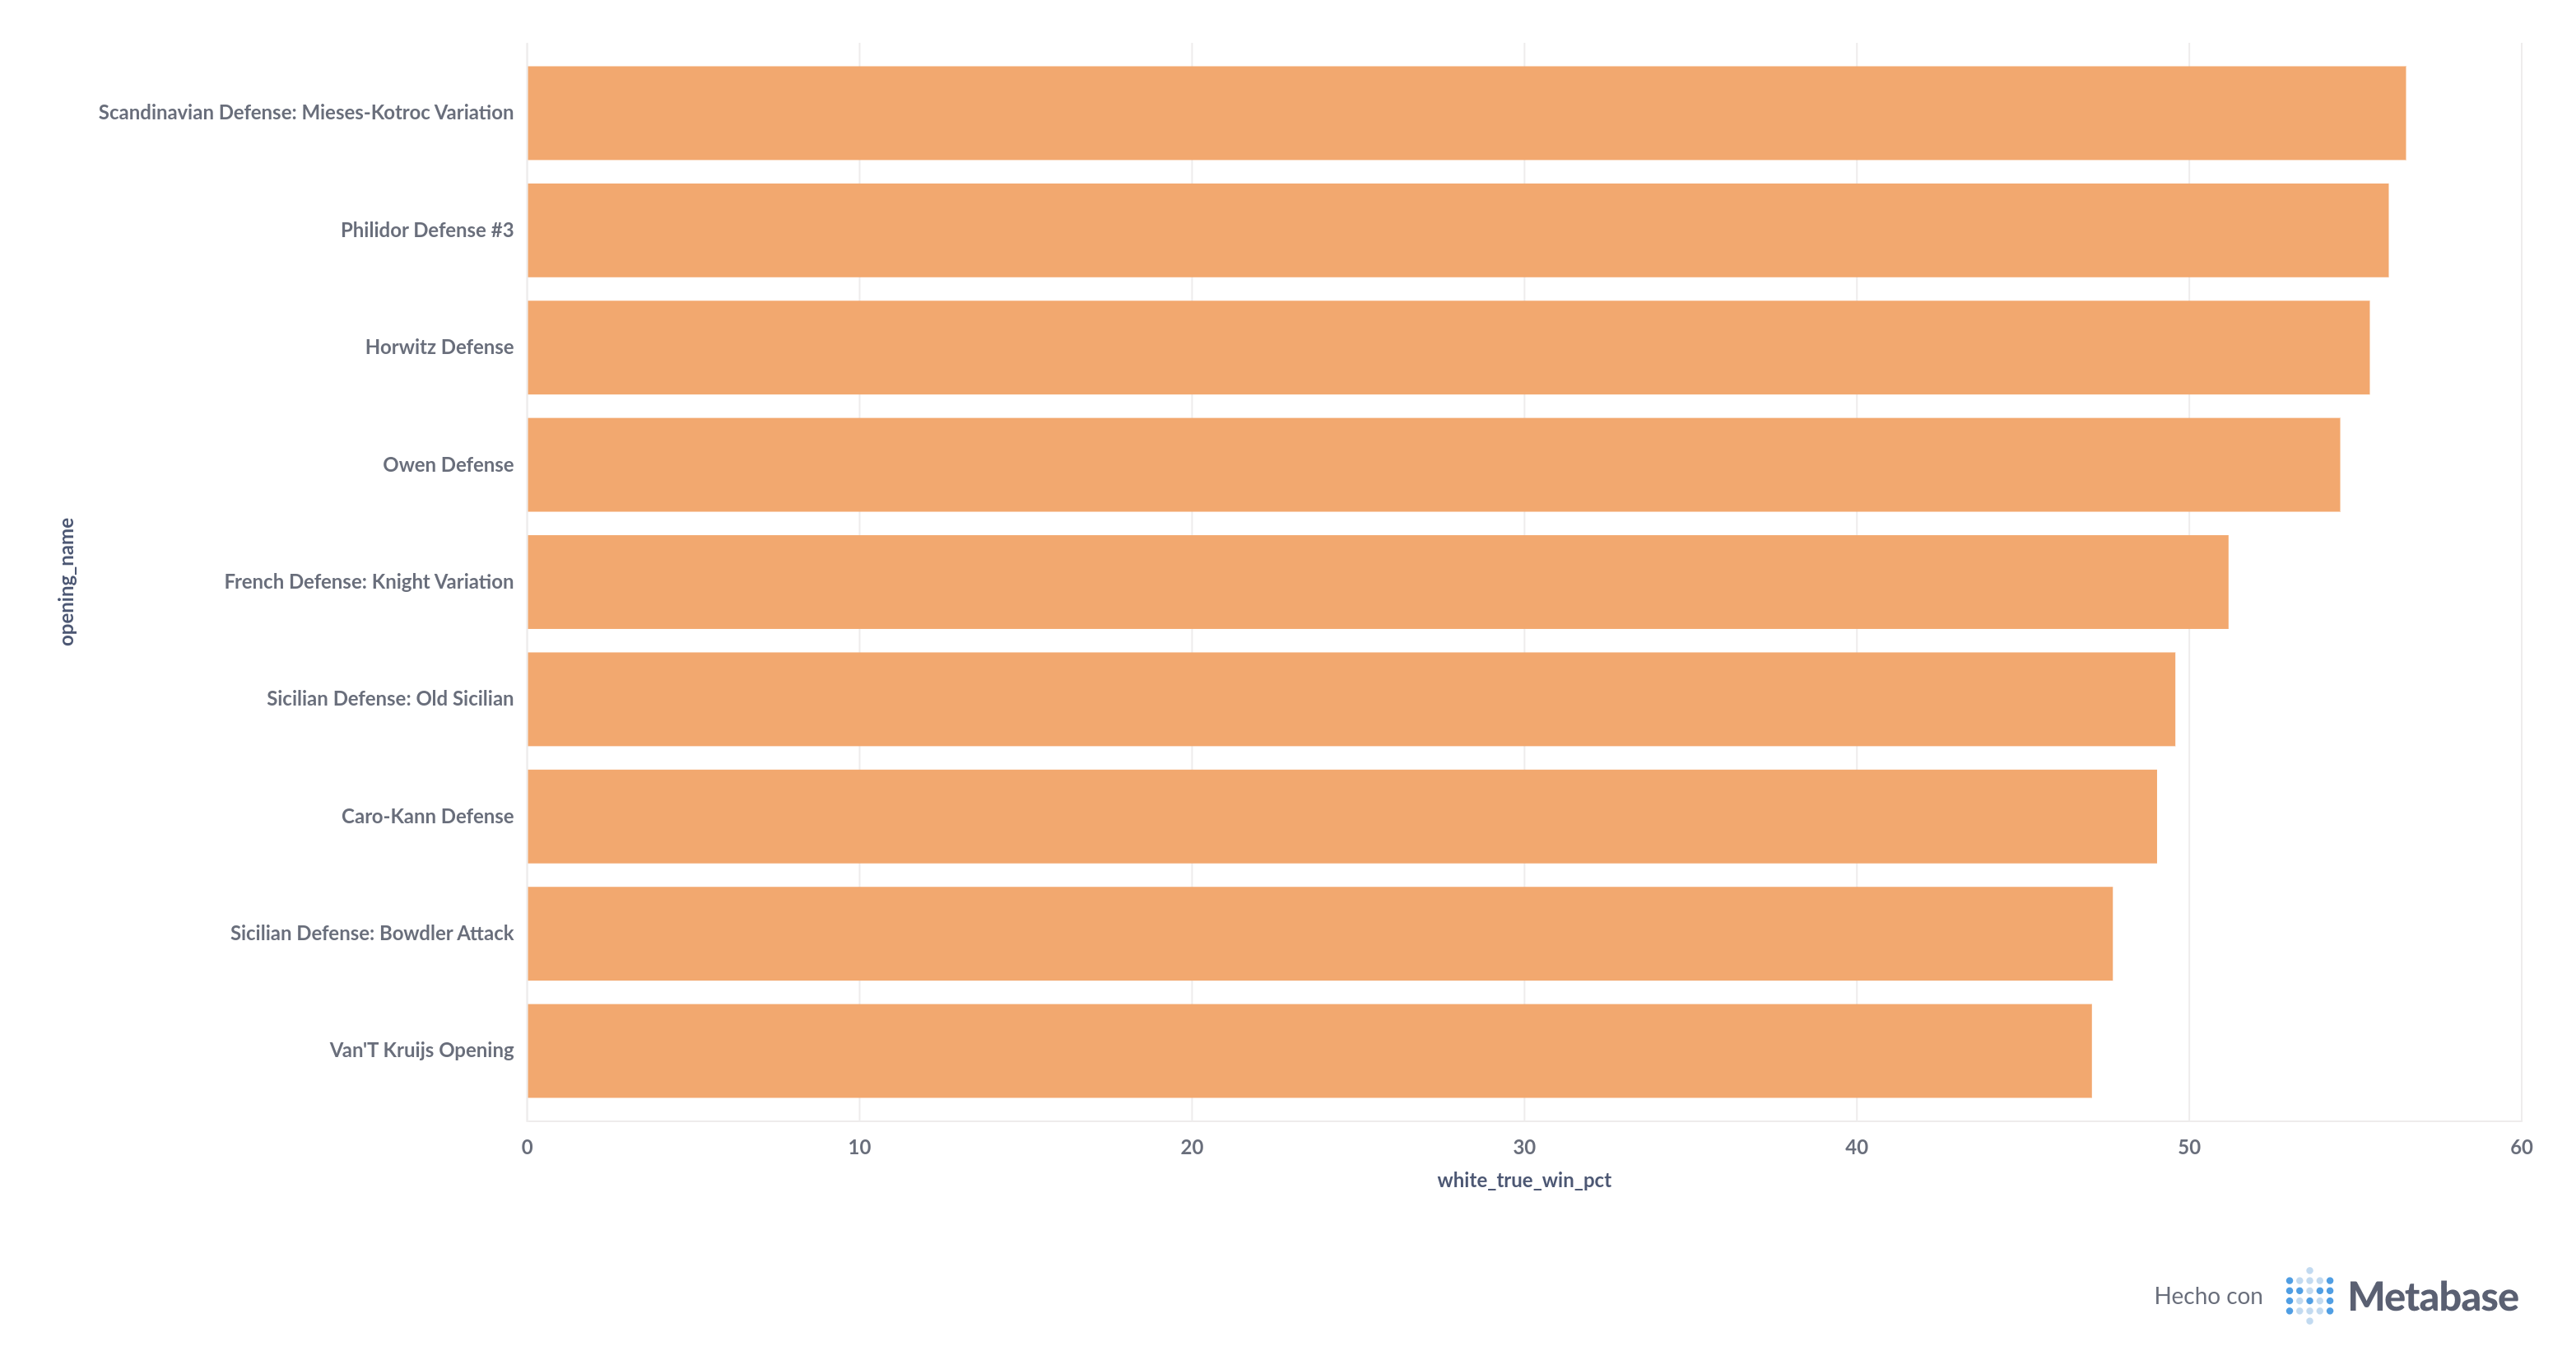 Scandinavian Defense: Mieses-Kotroc Variation
Philidor Defense #3
Horwitz Defense
Owen Defense
French Defense: Knight Variation
Sicilian Defense: Old Sicilian
Caro-Kann Defense
Sicilian Defense: Bowdler Attack
Van'T Kruijs Opening
opening_name
0 10 20 30 40 50 60
white_true_win_pct
Hecho con Metabase